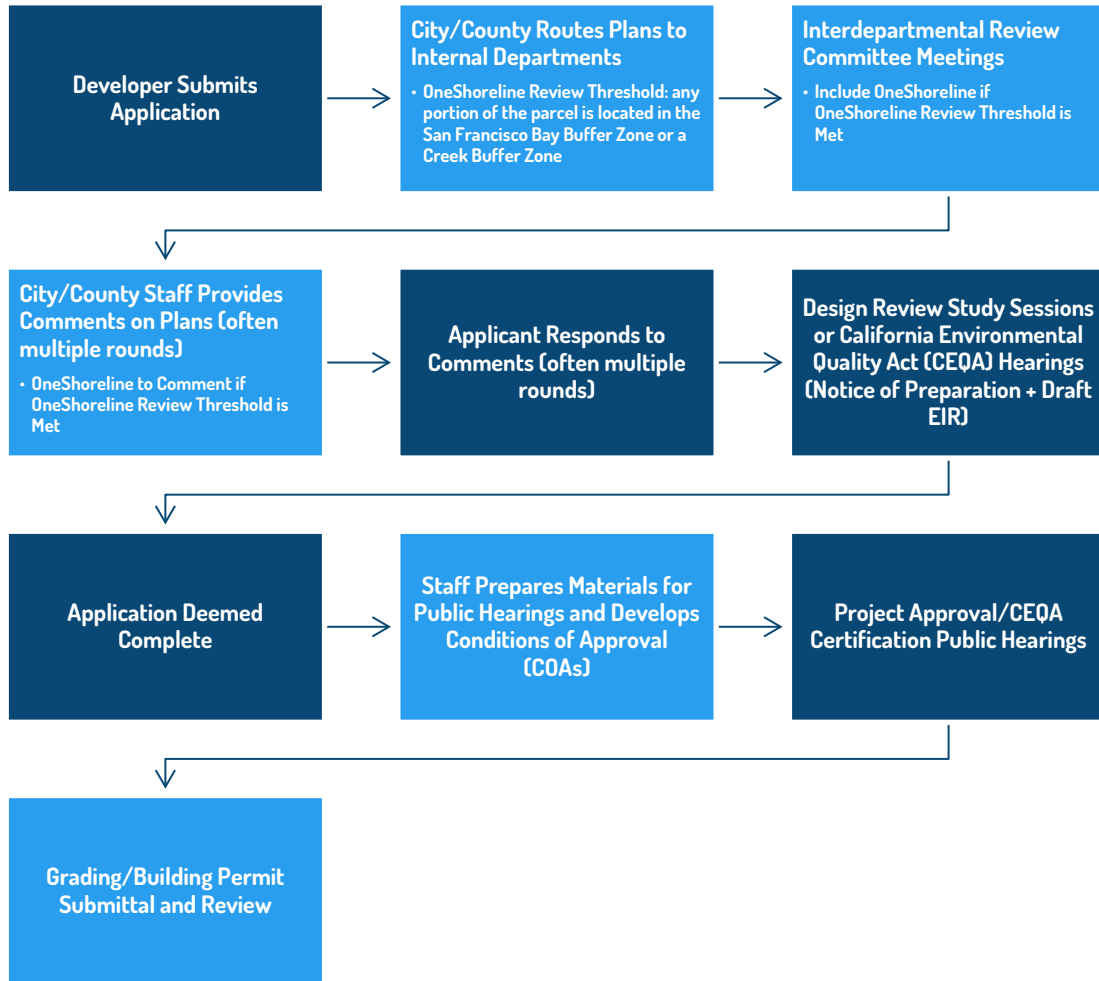 Developer Submits
Application
City/County Routes Plans to
Internal Departments
• OneShoreline Review Threshold: any
portion of the parcel is located in the
San Francisco Bay Buffer Zone or a
Creek Buffer Zone
Interdepartmental Review
Committee Meetings
• Include OneShoreline if
OneShoreline Review Threshold is
Met
City/County Staff Provides
Comments on Plans (often
multiple rounds)
• OneShoreline to Comment if
OneShoreline Review Threshold is
Met
Applicant Responds to
Comments (often multiple
rounds)
Design Review Study Sessions
or California Environmental
Quality Act (CEQA) Hearings
(Notice of Preparation + Draft
EIR)
Application Deemed
Complete
Staff Prepares Materials for
Public Hearings and Develops
Conditions of Approval
(COAs)
Project Approval/CEQA
Certification Public Hearings
Grading/Building Permit
Submittal and Review